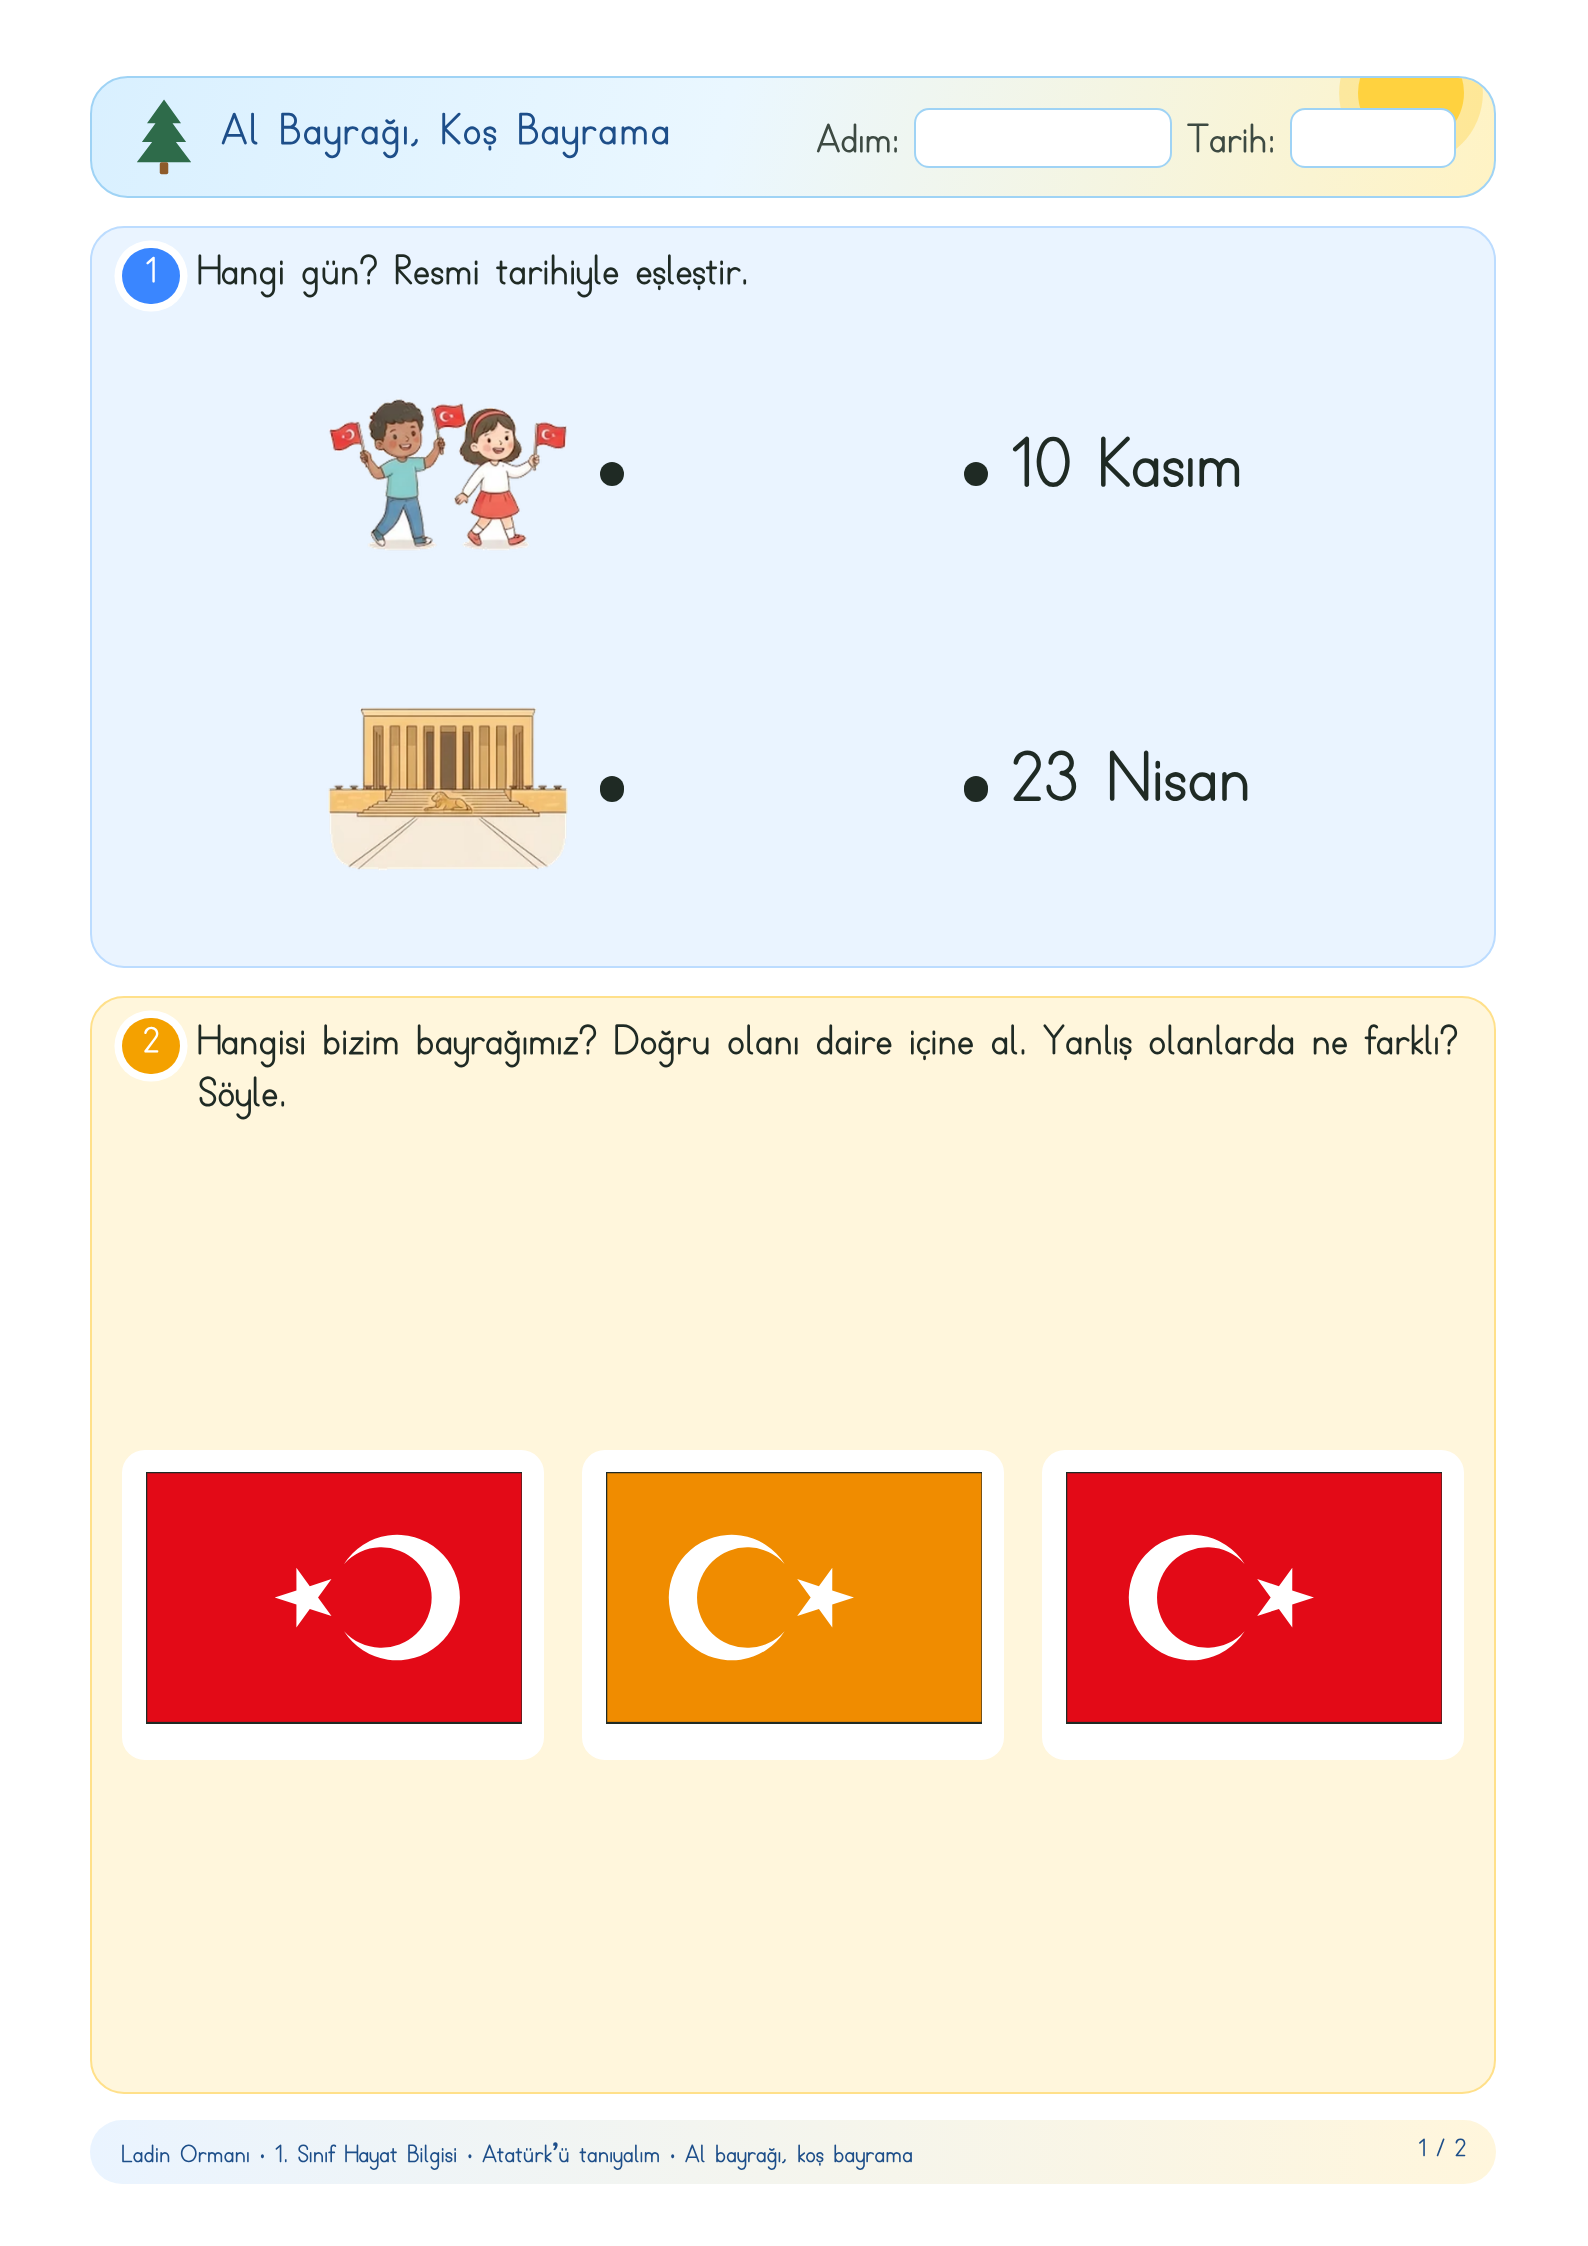 Al Bayrağı, Koş Bayrama
Adım:
Tarih:
1 Hangi gün? Resmi tarihiyle eşleştir.
10 Kasım
23 Nisan
2 Hangisi bizim bayrağımız? Doğru olanı daire içine al. Yanlış olanlarda ne farklı?
Söyle.
Ladin Ormanı • 1. Sınıf Hayat Bilgisi • Atatürk’ü tanıyalım • Al bayrağı, koş bayrama
1 / 2